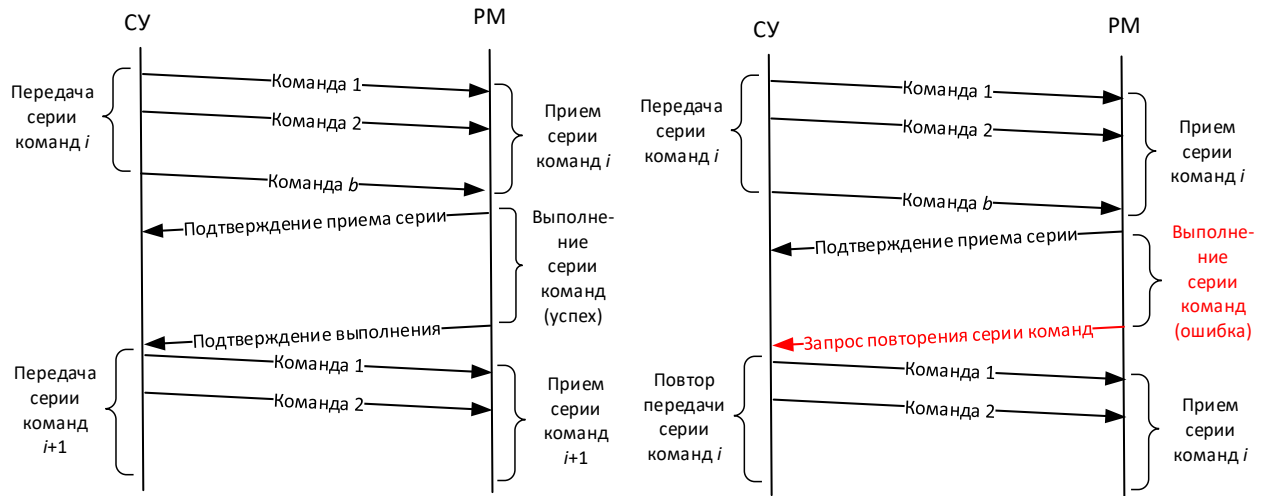 СУ
РМ
Передача
серии
команд i
Команда 1
Команда 2
Команда b
Прием
серии
команд i
Подтверждение приема серии
Выполне-
ние
серии
команд
(успех)
Подтверждение выполнения
Передача
серии
команд
i+1
Команда 1
Команда 2
Прием
серии
команд
i+1
СУ
РМ
Передача
серии
команд i
Команда 1
Команда 2
Команда b
Прием
серии
команд i
Подтверждение приема серии
Выполне-
ние
серии
команд
(ошибка)
Запрос повторения серии команд
Повтор
передачи
серии
команд i
Команда 1
Команда 2
Прием
серии
команд i